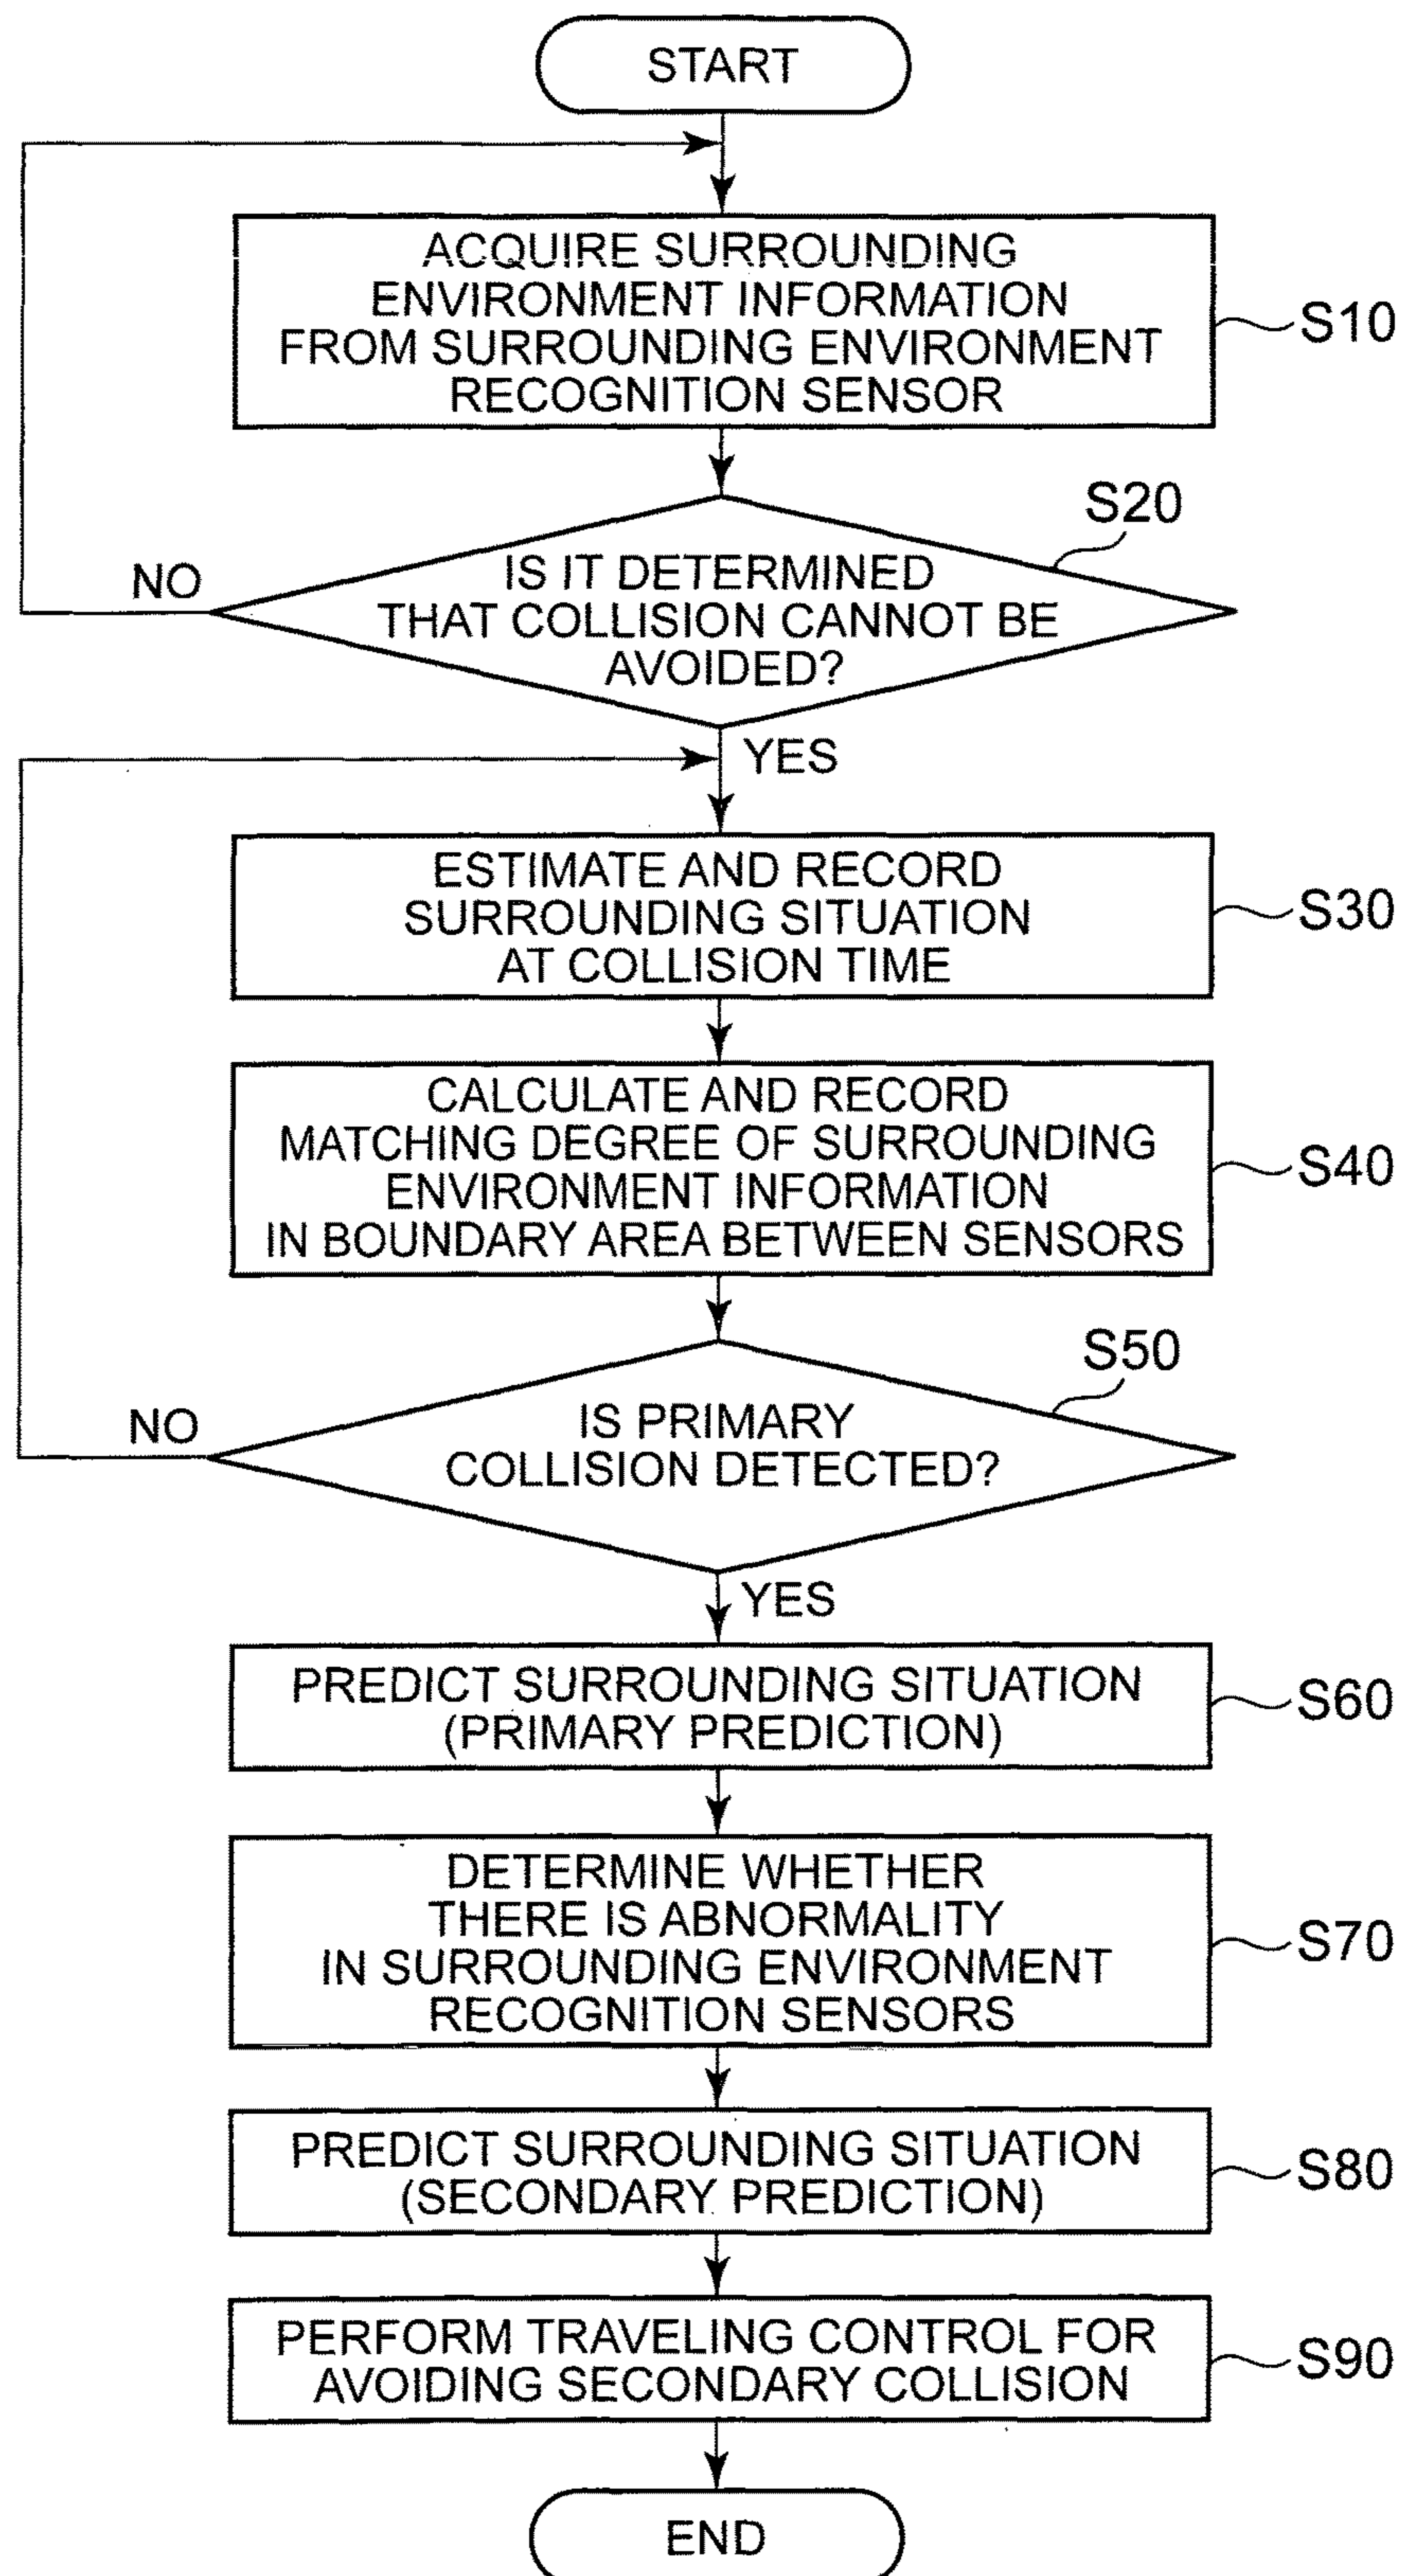 START
ACQUIRE SURROUNDING
ENVIRONMENT INFORMATION
FROM SURROUNDING ENVIRONMENT
RECOGNITION SENSOR
S10
S20
IS IT DETERMINED
THAT COLLISION CANNOT BE
AVOIDED?
NO
YES
ESTIMATE AND RECORD
SURROUNDING SITUATION
AT COLLISION TIME
S30
CALCULATE AND RECORD
MATCHING DEGREE OF SURROUNDING
ENVIRONMENT INFORMATION
IN BOUNDARY AREA BETWEEN SENSORS
S40
S50
IS PRIMARY
COLLISION DETECTED?
NO
YES
PREDICT SURROUNDING SITUATION
(PRIMARY PREDICTION)
S60
DETERMINE WHETHER
THERE IS ABNORMALITY
IN SURROUNDING ENVIRONMENT
RECOGNITION SENSORS
S70
PREDICT SURROUNDING SITUATION
(SECONDARY PREDICTION)
S80
PERFORM TRAVELING CONTROL FOR
AVOIDING SECONDARY COLLISION
S90
END